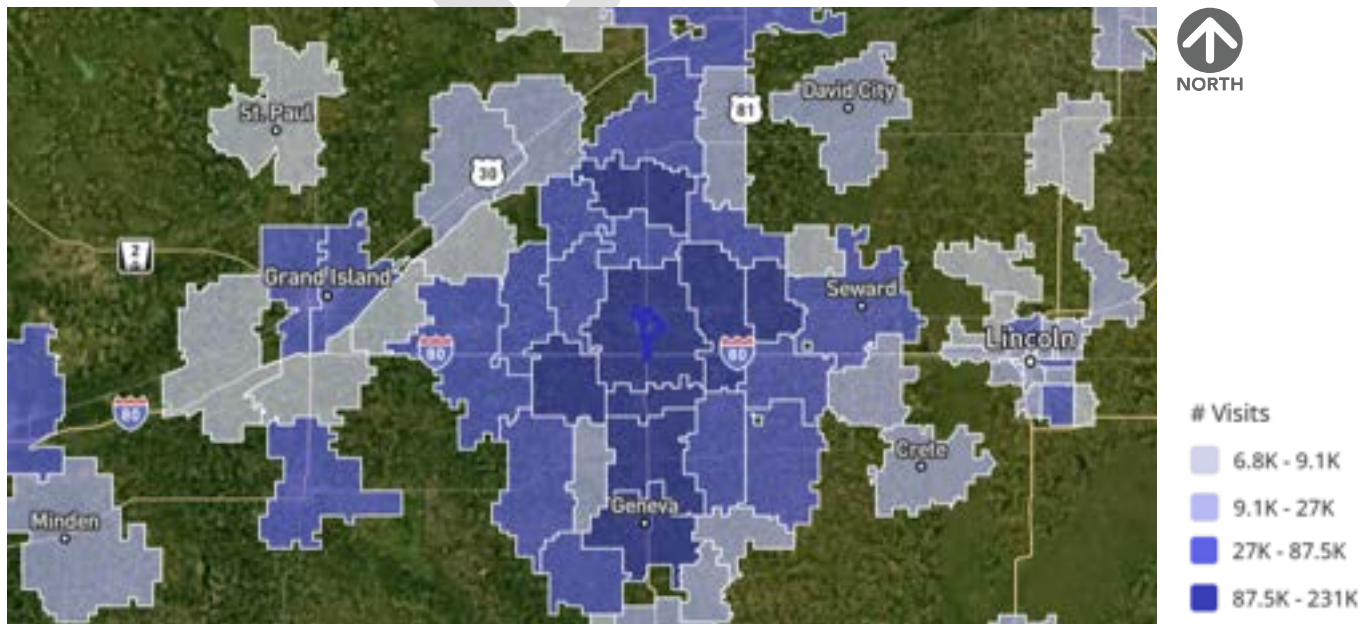 NORTH
St. Paul
David City
81
30
2
Grand Island
Seward
80
80
Lincoln
80
Crete
Geneva
Minden
# Visits
6.8K - 9.1K
9.1K - 27K
27K - 87.5K
87.5K - 231K